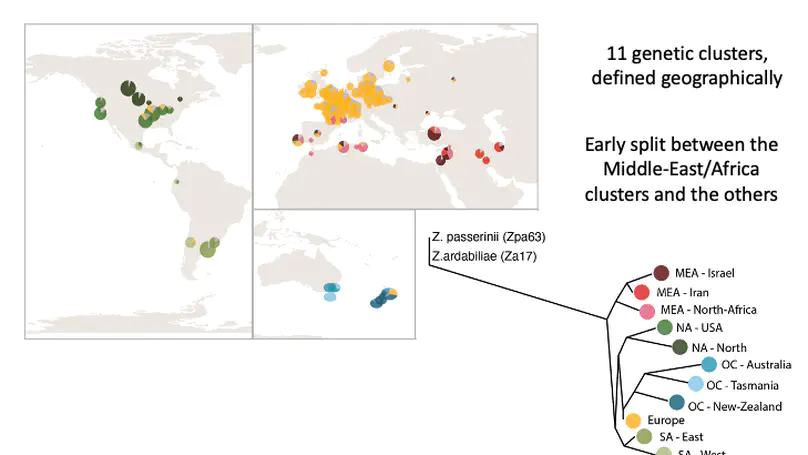 11 genetic clusters,
defined geographically
Early split between the
Middle-East/Africa
clusters and the others
Z. passerinii (Zpa63)
Z.ardabiliae (Za17)
MEA - Israel
MEA - Iran
MEA - North-Africa
NA - USA
NA - North
OC - Australia
OC - Tasmania
OC - New-Zealand
Europe
SA - East
SA - West